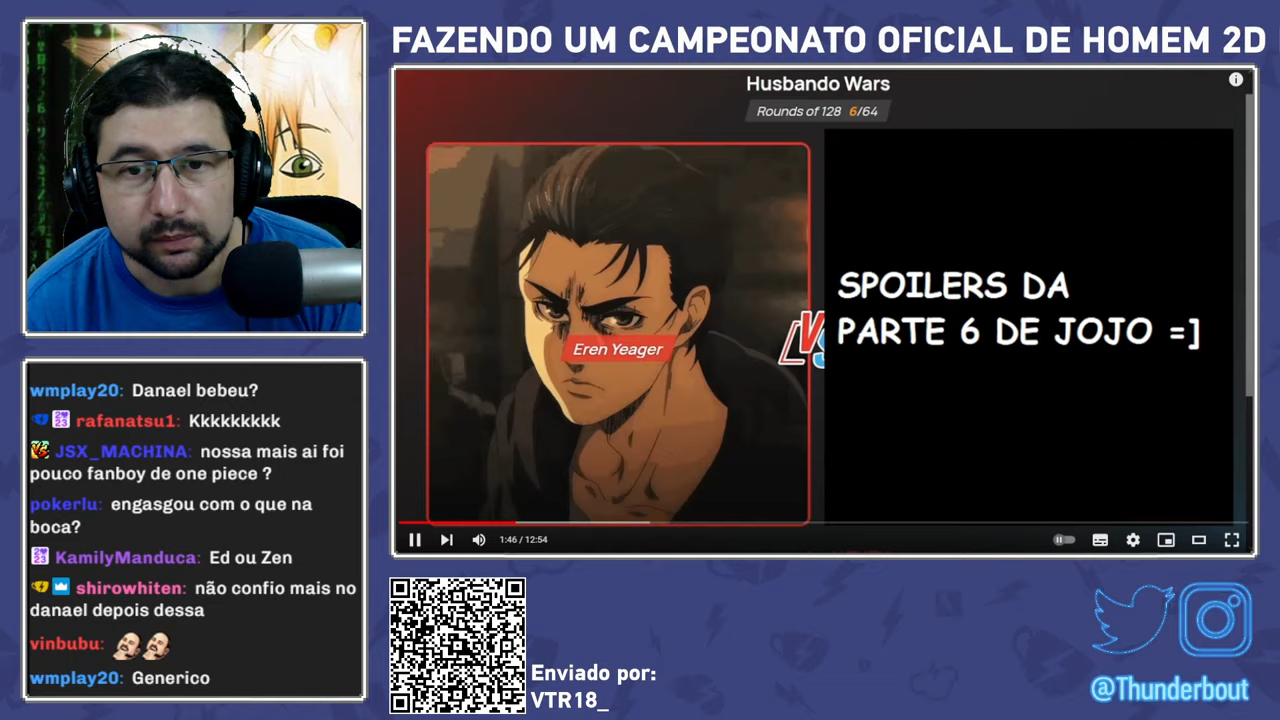 FAZENDO UM CAMPEONATO OFICIAL DE HOMEM 2D
Husbando Wars
Rounds of 128 6/64
Eren Yeager
VS
SPOILERS DA
PARTE 6 DE JOJO =]
1:46 / 12:54
wmplay20: Danael bebeu?
rafanatsu1: Kkkkkkkkk
JSX_MACHINA: nossa mais ai foi
pouco fanboy de one piece ?
pokerlu: engasgou com o que na
boca?
KamilyManduca: Ed ou Zen
shirowhiten: não confio mais no
danael depois dessa
vinbubu:
wmplay20: Generico
Enviado por:
VTR18_
@Thunderbout